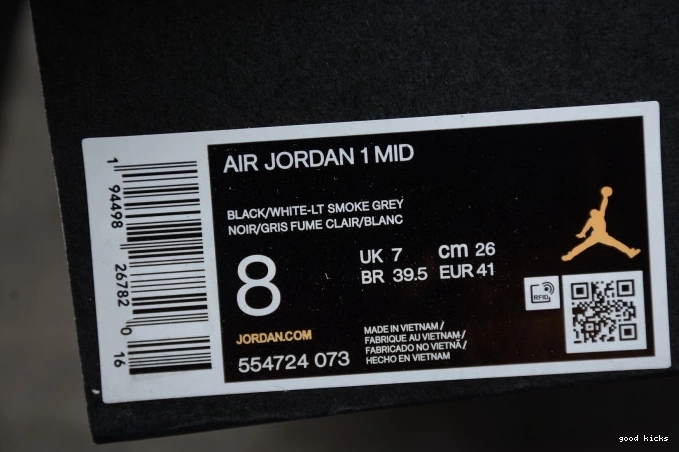 AIR JORDAN 1 MID
BLACK/WHITE-LT SMOKE GREY
NOIR/GRIS FUME CLAIR/BLANC
8
UK 7 cm 26
BR 39.5 EUR 41
RFID
JORDAN.COM
554724 073
MADE IN VIETNAM/
FABRIQUE AU VIETNAM/
FABRICADO NO VIETNÃ/
HECHO EN VIETNAM
1 94498 26782 0 16
good kicks